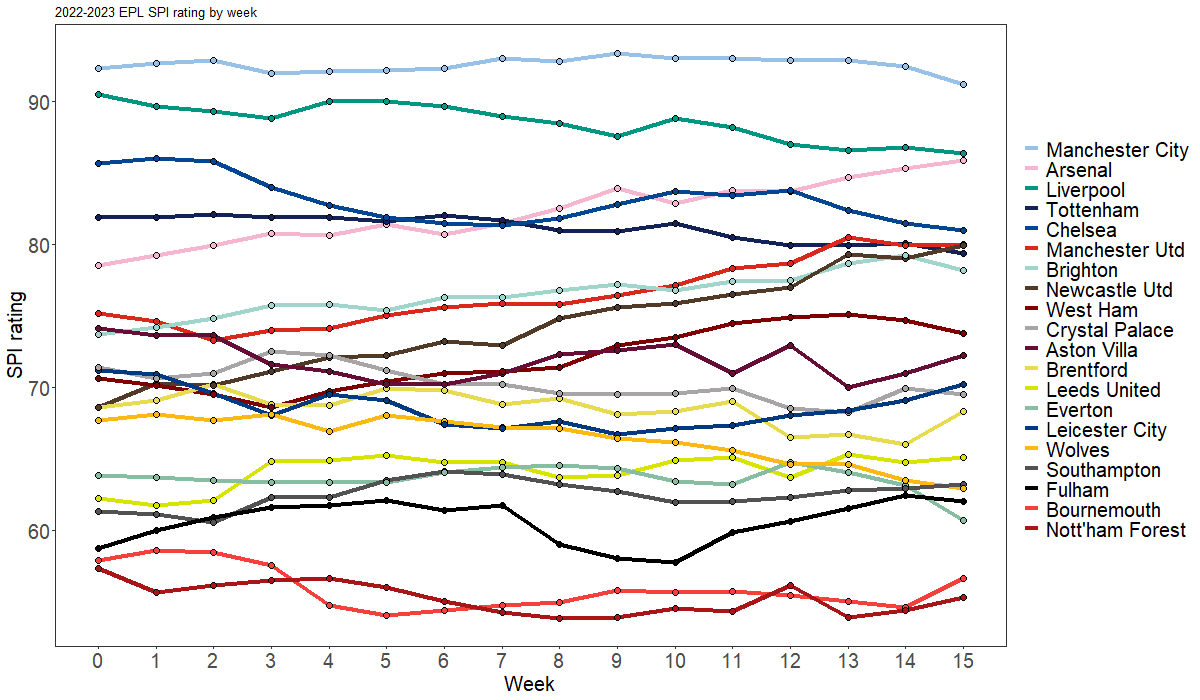 2022-2023 EPL SPI rating by week
90
80
70
60
SPI rating
0 1 2 3 4 5 6 7 8 9 10 11 12 13 14 15
Week
Manchester City
Arsenal
Liverpool
Tottenham
Chelsea
Manchester Utd
Brighton
Newcastle Utd
West Ham
Crystal Palace
Aston Villa
Brentford
Leeds United
Everton
Leicester City
Wolves
Southampton
Fulham
Bournemouth
Nott'ham Forest